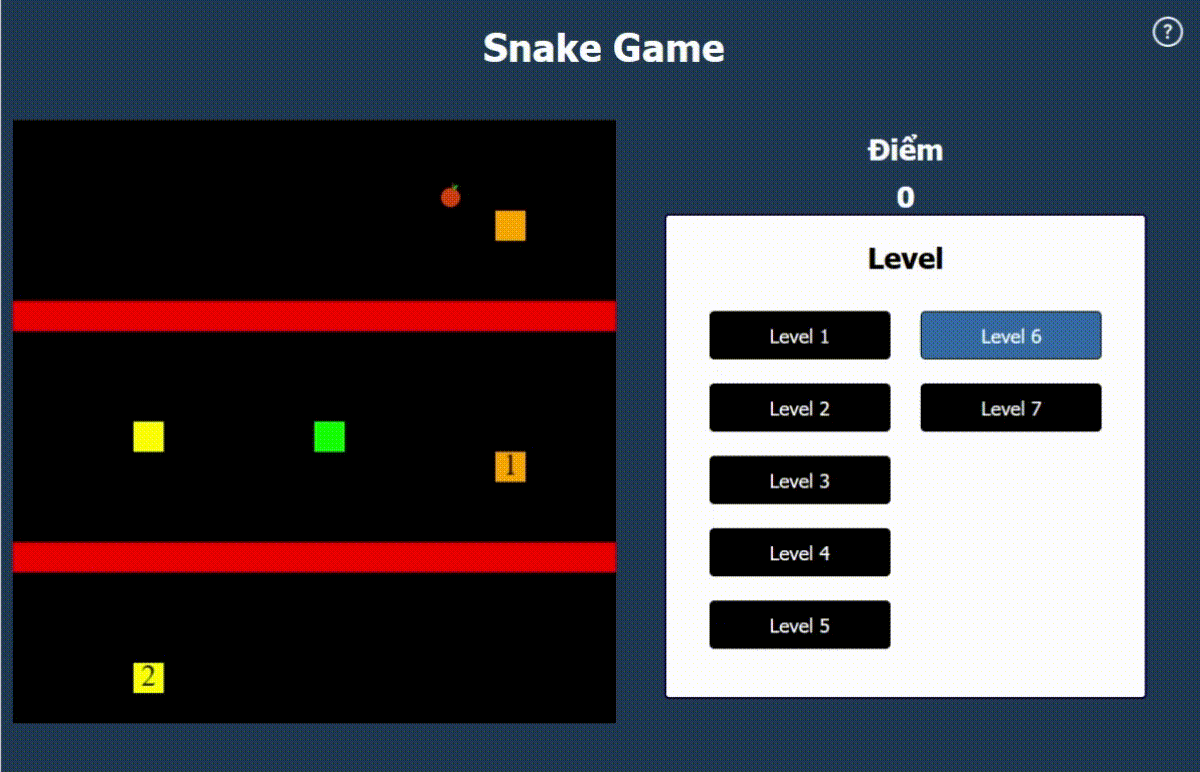 Snake Game
?
Điểm
0
1
2
Level
Level 1
Level 6
Level 2
Level 7
Level 3
Level 4
Level 5